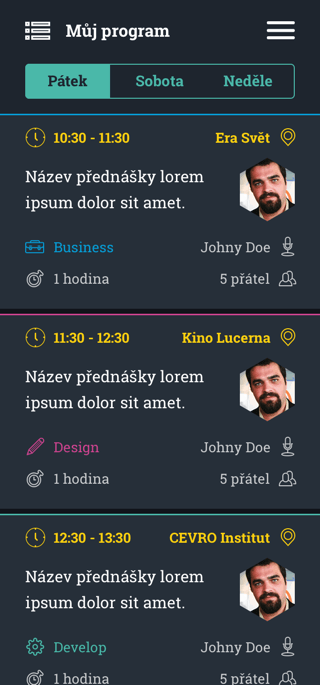 Můj program
Pátek Sobota Neděle
10:30 - 11:30 Era Svět
Název přednášky lorem
ipsum dolor sit amet.
Business Johny Doe
1 hodina 5 přátel
11:30 - 12:30 Kino Lucerna
Název přednášky lorem
ipsum dolor sit amet.
Design Johny Doe
1 hodina 5 přátel
12:30 - 13:30 CEVRO Institut
Název přednášky lorem
ipsum dolor sit amet.
Develop Johny Doe
1 hodina 5 přátel